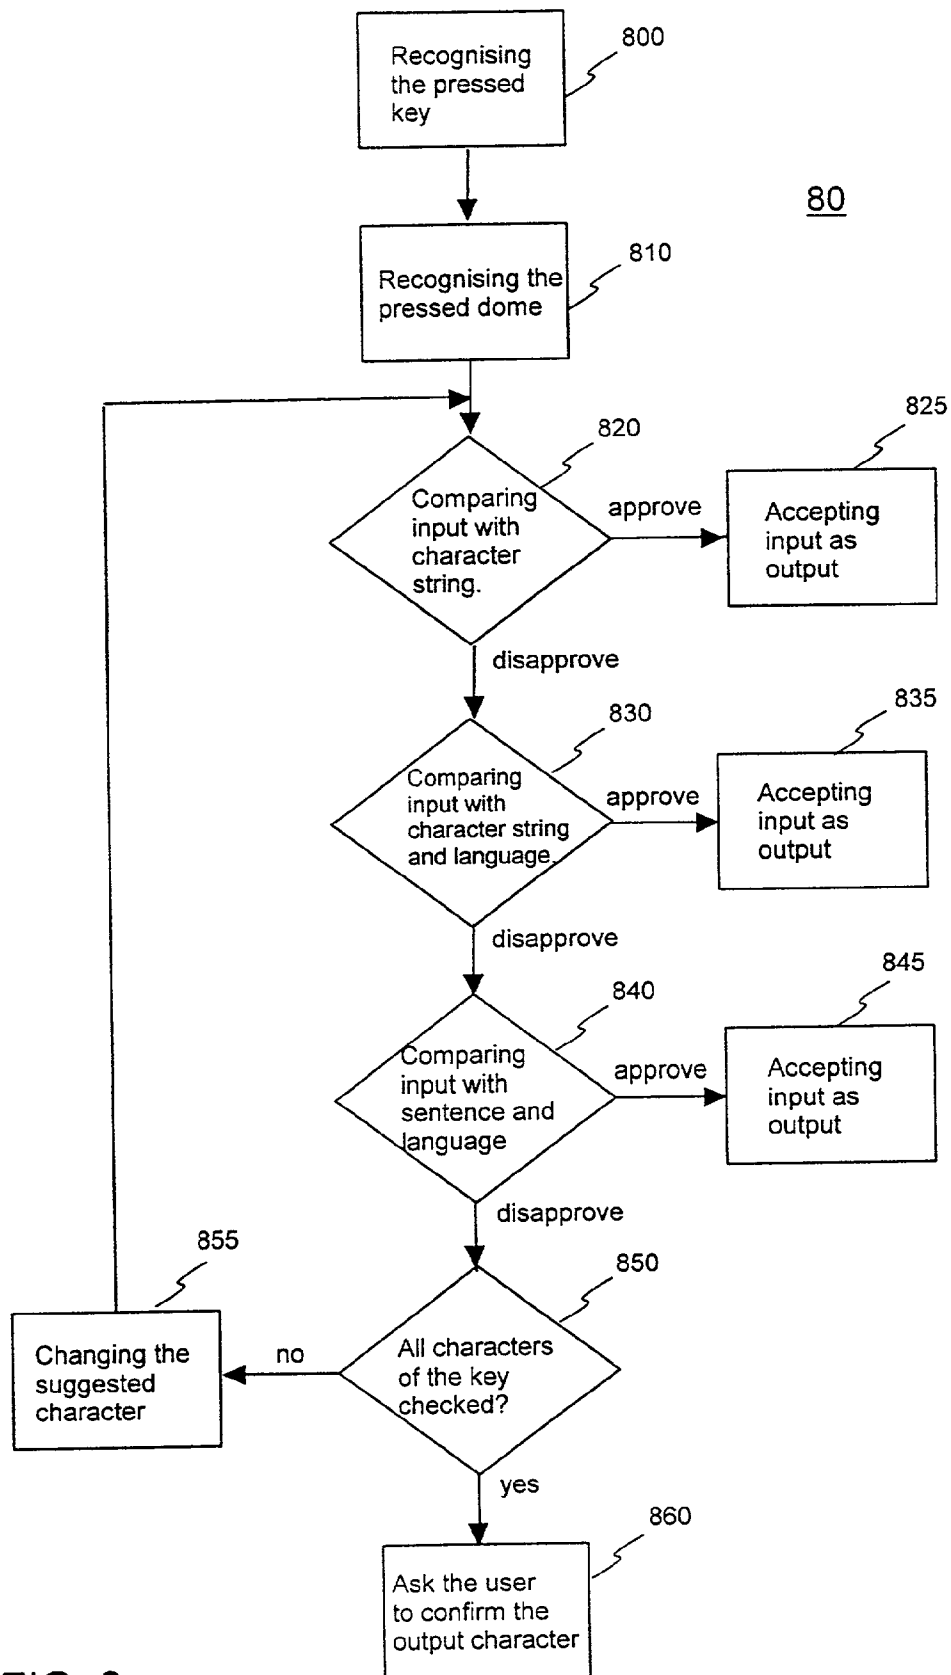 Recognising
the pressed
key
800
80
Recognising the
pressed dome
810
820
Comparing
input with
character
string.
approve
825
Accepting
input as
output
disapprove
830
Comparing
input with
character string
and language.
approve
835
Accepting
input as
output
disapprove
840
Comparing
input with
sentence and
language
approve
845
Accepting
input as
output
disapprove
850
All characters
of the key
checked?
no
855
Changing the
suggested
character
yes
860
Ask the user
to confirm the
output character